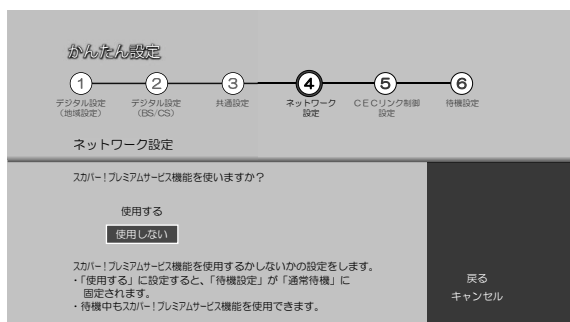 かんたん設定
1 2 3 4 5 6
デジタル設定
(地域設定)
デジタル設定
(BS/CS)
共通設定
ネットワーク
設定
CECリンク制御
設定
待機設定
ネットワーク設定
スカパー!プレミアムサービス機能を使いますか?
使用する
使用しない
スカパー!プレミアムサービス機能を使用するかしないかの設定をします。
・「使用する」に設定すると、「待機設定」が「通常待機」に
固定されます。
・待機中もスカパー!プレミアムサービス機能を使用できます。
戻る
キャンセル